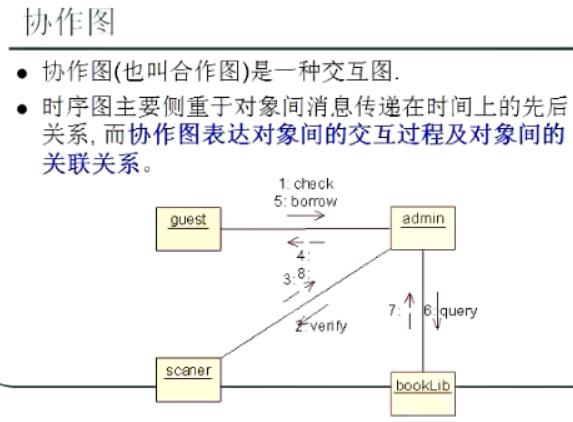 协作图
协作图(也叫合作图)是一种交互图.
时序图主要侧重于对象间消息传递在时间上的先后
关系, 而协作图表达对象间的交互过程及对象间的
关联关系。
1: check
5: borrow
guest
admin
4:
8:
3:
2: verify
7:
6: query
scaner
bookLib